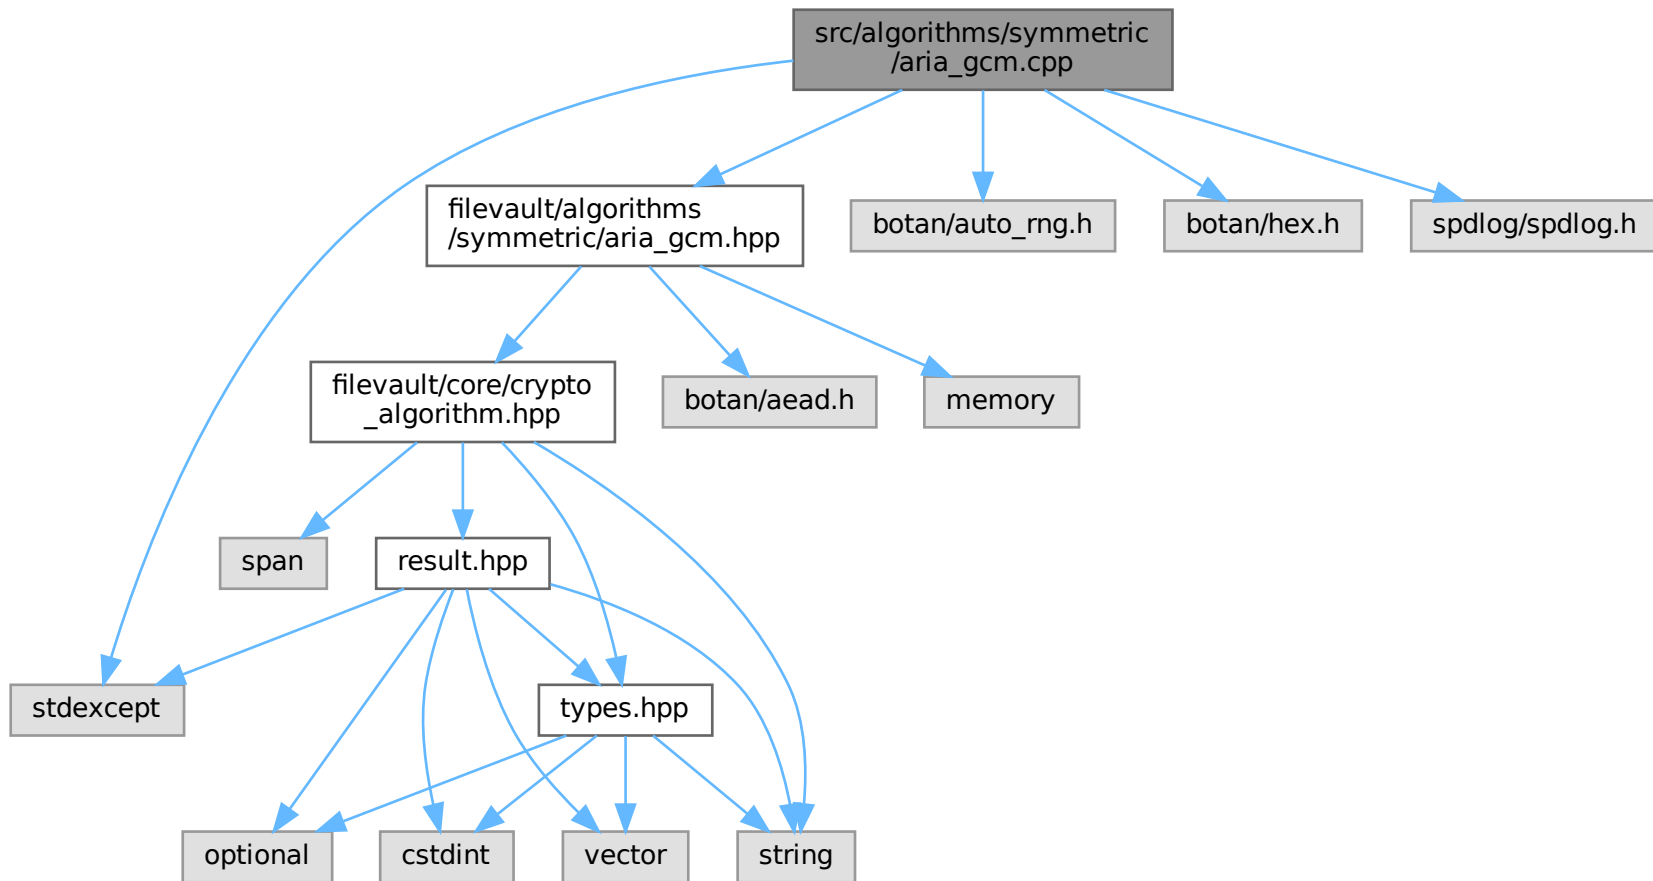 src/algorithms/symmetric
/aria_gcm.cpp
filevault/algorithms
/symmetric/aria_gcm.hpp
botan/auto_rng.h
botan/hex.h
spdlog/spdlog.h
filevault/core/crypto
_algorithm.hpp
botan/aead.h
memory
span
result.hpp
stdexcept
types.hpp
optional
cstdint
vector
string